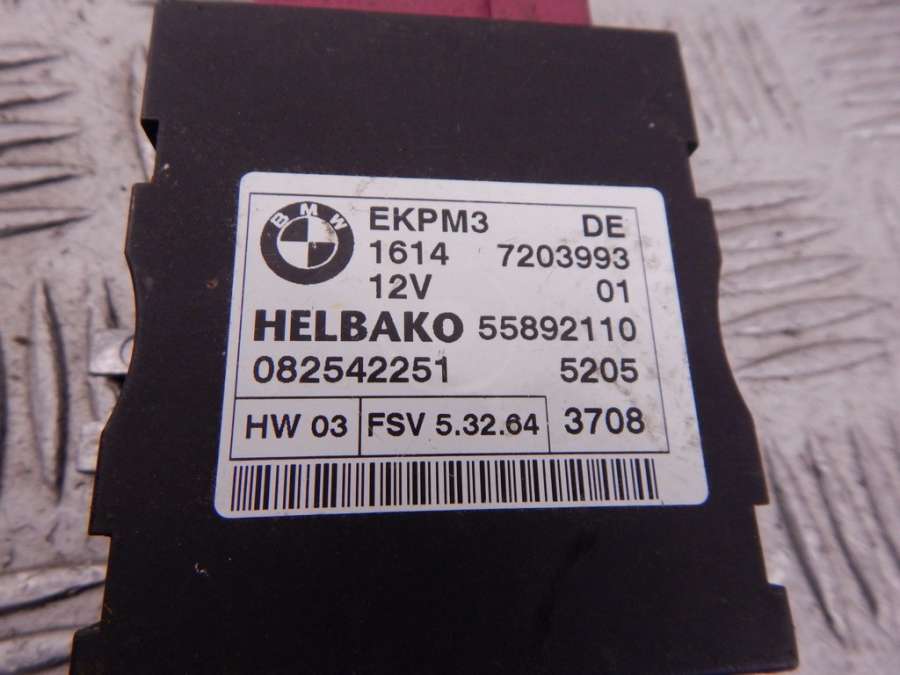 BMW
EKPM3 DE
1614 7203993
12V 01
HELBAKO 55892110
082542251 5205
HW 03 FSV 5.32.64 3708